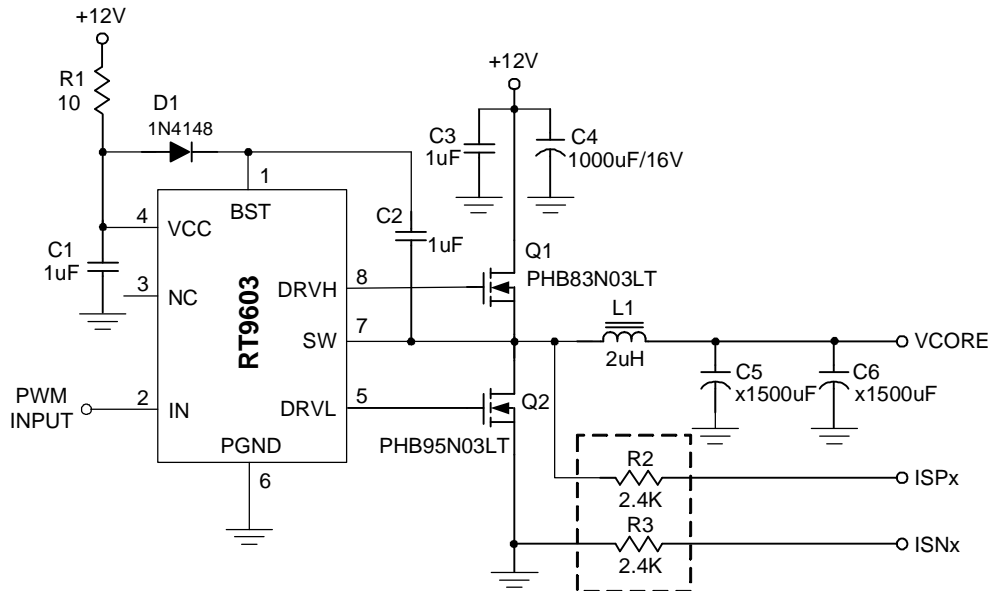 +12V
R1
10
D1
1N4148
+12V
C3
1uF
C4
1000uF/16V
1
BST
4
VCC
C1
1uF
C2
1uF
3
NC
RT9603
DRVH
8
Q1
PHB83N03LT
SW
7
L1
2uH
VCORE
C5
x1500uF
C6
x1500uF
PWM
INPUT
2
IN
DRVL
5
Q2
PHB95N03LT
PGND
6
R2
2.4K
ISPx
R3
2.4K
ISNx